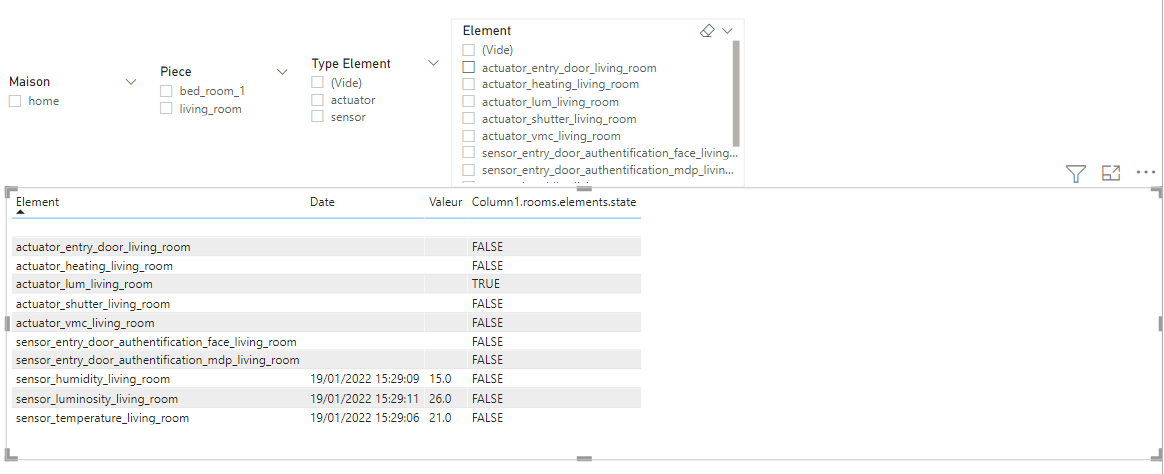 Maison
home
Piece
bed_room_1
living_room
Type Element
(Vide)
actuator
sensor
Element
(Vide)
actuator_entry_door_living_room
actuator_heating_living_room
actuator_lum_living_room
actuator_shutter_living_room
actuator_vmc_living_room
sensor_entry_door_authentification_face_living...
sensor_entry_door_authentification_mdp_livin...
Element Date Valeur Column1.rooms.elements.state
actuator_entry_door_living_room FALSE
actuator_heating_living_room FALSE
actuator_lum_living_room TRUE
actuator_shutter_living_room FALSE
actuator_vmc_living_room FALSE
sensor_entry_door_authentification_face_living_room FALSE
sensor_entry_door_authentification_mdp_living_room FALSE
sensor_humidity_living_room 19/01/2022 15:29:09 15.0 FALSE
sensor_luminosity_living_room 19/01/2022 15:29:11 26.0 FALSE
sensor_temperature_living_room 19/01/2022 15:29:06 21.0 FALSE